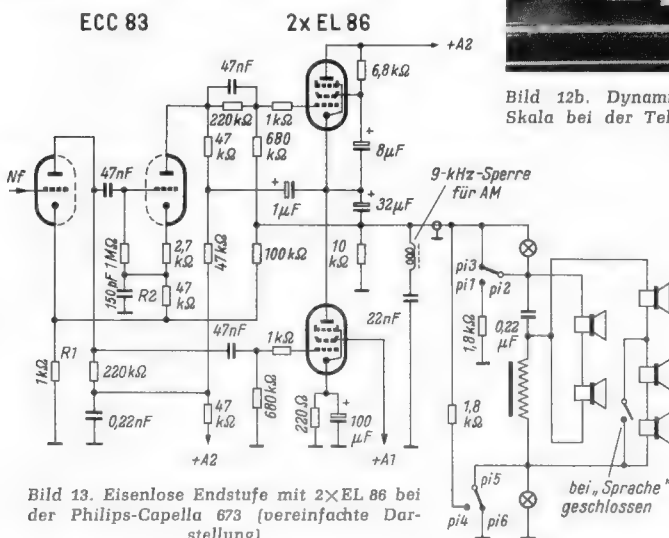 ECC 83
2x EL 86
+A2
47nF
6,8kΩ
220kΩ
1kΩ
47
kΩ
680
kΩ
8µF
Nf
47nF
1µF
32µF
9-kHz-Sperre
für AM
1MΩ
150pF
R2
2,7
kΩ
47
kΩ
47kΩ
100kΩ
10
kΩ
22nF
pi3
pi1
pi2
1,8kΩ
0,22
µF
47nF
1kΩ
R1
1kΩ
220kΩ
0,22nF
47
kΩ
+A2
680kΩ
220Ω
100
µF
+A1
1,8
kΩ
pi5
pi4
pi6
bei „Sprache"
geschlossen
Bild 12b. Dynami
Skala bei der Tel
Bild 13. Eisenlose Endstufe mit 2×EL 86 bei
der Philips-Capella 673 (vereinfachte Dar-
stellung)